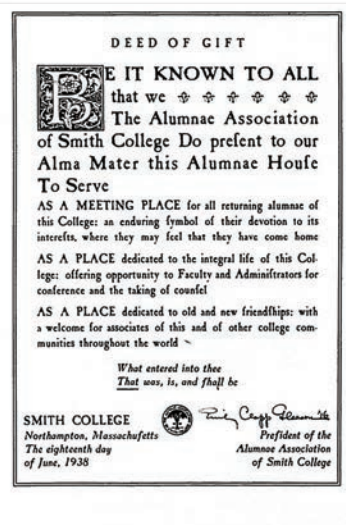 DEED OF GIFT
BE IT KNOWN TO ALL
that we
The Alumnae Association
of Smith College Do preſent to our
Alma Mater this Alumnae Houſe
To Serve
AS A MEETING PLACE for all returning alumnae of
this College: an enduring ſymbol of their devotion to its
intereſts, where they may feel that they have come home
AS A PLACE dedicated to the integral life of this Col-
lege: offering opportunity to Faculty and Adminiſtrators for
conference and the taking of counſel
AS A PLACE dedicated to old and new friendſhips: with
a welcome for associates of this and of other college com-
munities throughout the world
What entered into thee
That was, is, and ſhall be
SMITH COLLEGE
Northampton, Maſsachuſetts
The eighteenth day
of June, 1938
Preſident of the
Alumnae Association
of Smith College